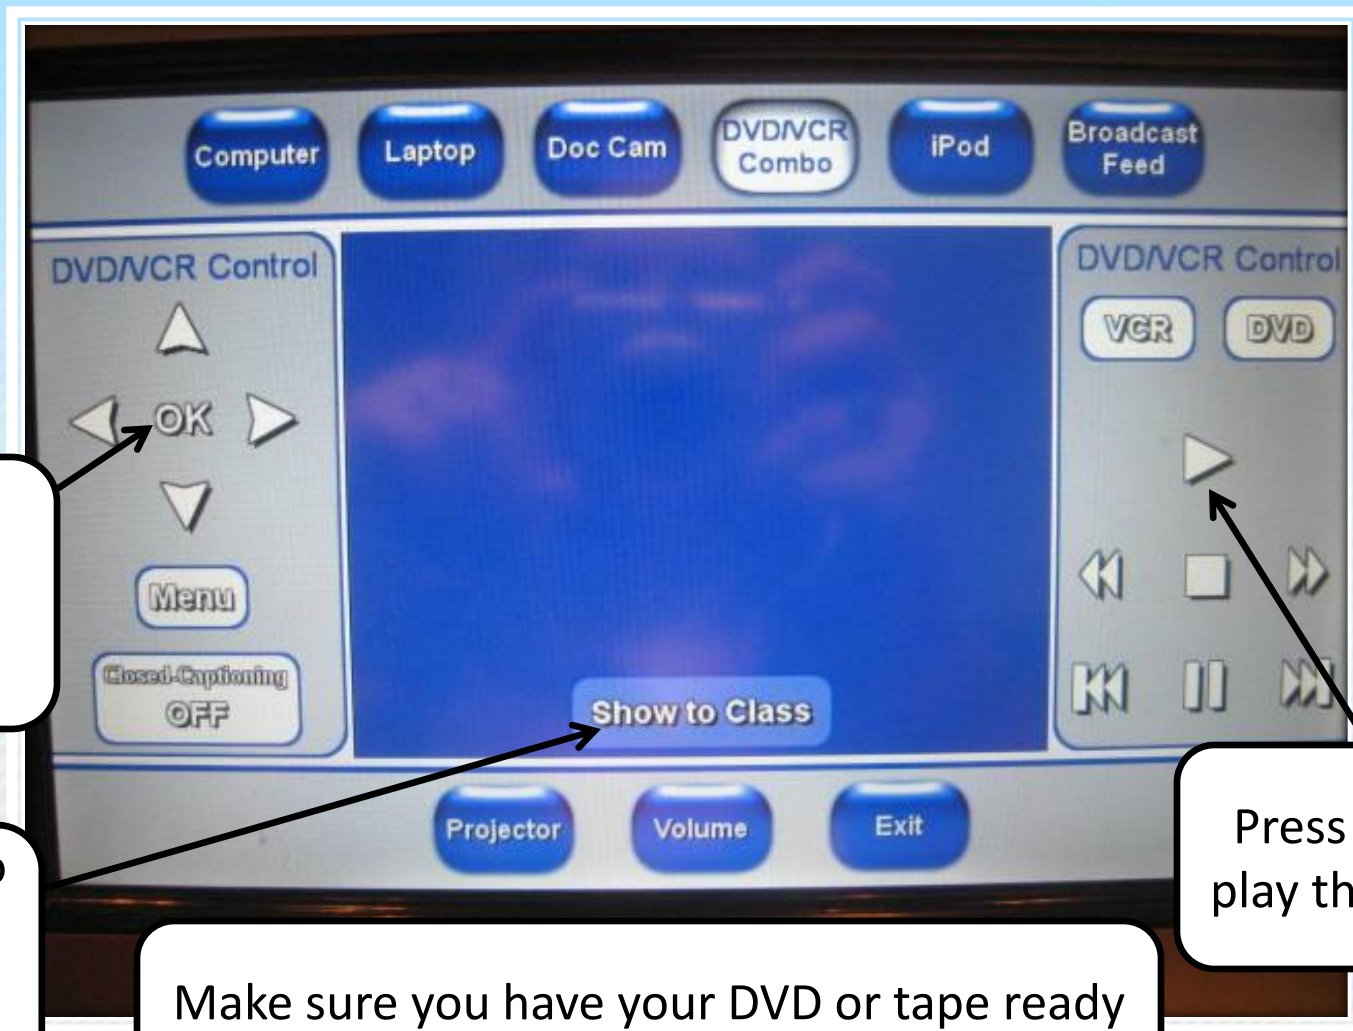 Computer
Laptop
Doc Cam
DVD/VCR
Combo
iPod
Broadcast
Feed
DVD/VCR Control
OK
Menu
Closed-Captioning
OFF
Show to Class
DVD/VCR Control
VCR
DVD
Projector
Volume
Exit
Press
play th
Make sure you have your DVD or tape ready